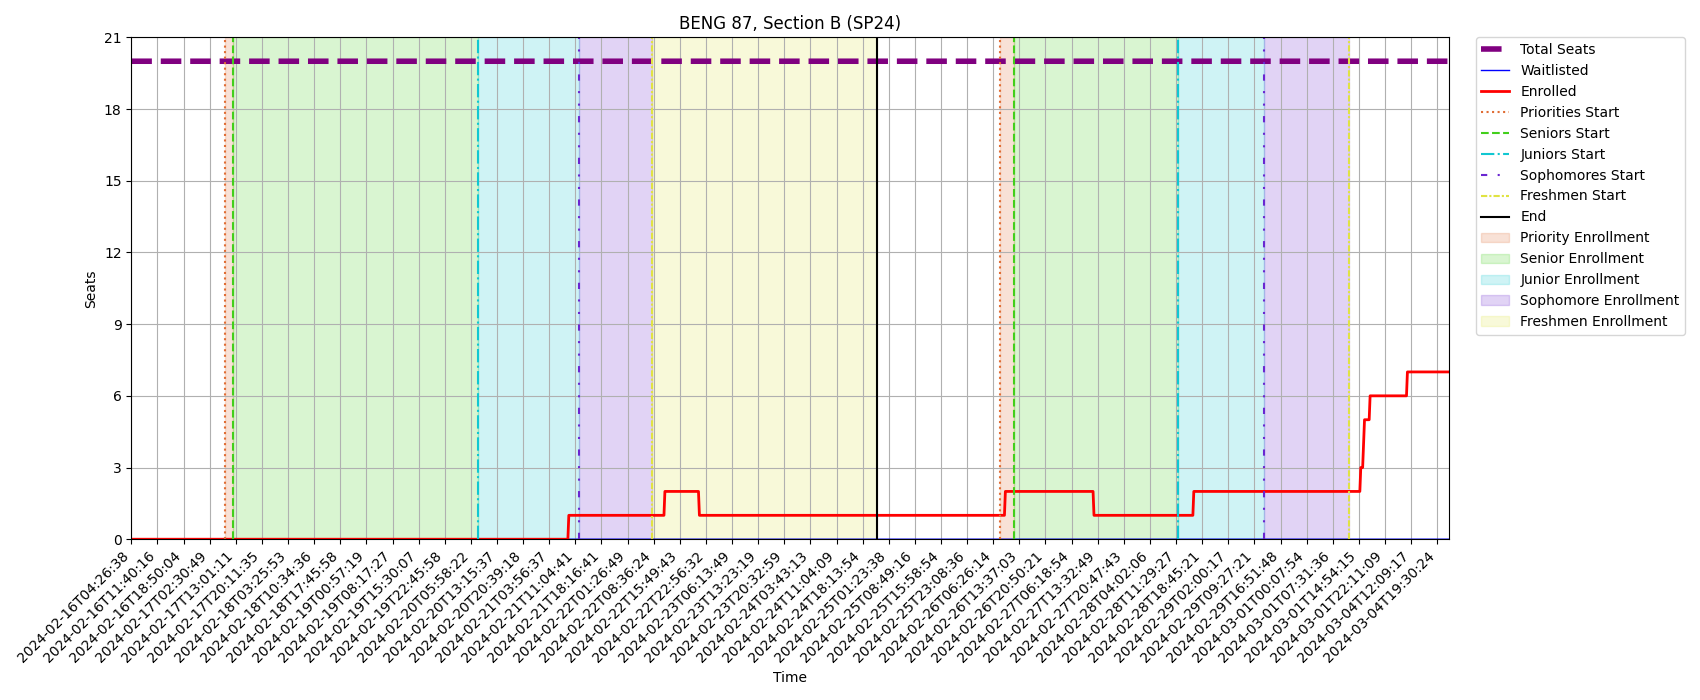 BENG 87, Section B (SP24)
21
18
15
12
9
6
3
0
Seats
2024-02-16T04:26:38
2024-02-16T11:40:16
2024-02-16T18:50:04
2024-02-17T02:30:49
2024-02-17T13:01:11
2024-02-17T20:11:35
2024-02-18T03:25:53
2024-02-18T10:34:36
2024-02-18T17:45:58
2024-02-19T00:57:19
2024-02-19T08:17:27
2024-02-19T15:30:07
2024-02-19T22:45:58
2024-02-20T05:58:22
2024-02-20T13:15:37
2024-02-20T20:39:18
2024-02-21T03:56:37
2024-02-21T11:04:41
2024-02-21T18:16:41
2024-02-22T01:26:49
2024-02-22T08:36:24
2024-02-22T15:49:43
2024-02-22T22:56:32
2024-02-23T06:13:49
2024-02-23T13:23:19
2024-02-23T20:32:59
2024-02-24T03:43:13
2024-02-24T11:04:09
2024-02-24T18:13:54
2024-02-25T01:23:38
2024-02-25T08:49:16
2024-02-25T15:58:54
2024-02-25T23:08:36
2024-02-26T06:26:14
2024-02-26T13:37:03
2024-02-26T20:50:21
2024-02-27T06:18:54
2024-02-27T13:32:49
2024-02-27T20:47:43
2024-02-28T04:02:06
2024-02-28T11:29:27
2024-02-28T18:45:21
2024-02-29T02:00:17
2024-02-29T09:27:21
2024-02-29T16:51:48
2024-03-01T00:07:54
2024-03-01T07:31:36
2024-03-01T14:54:15
2024-03-01T22:11:09
2024-03-04T12:09:17
2024-03-04T19:30:24
Time
Total Seats
Waitlisted
Enrolled
Priorities Start
Seniors Start
Juniors Start
Sophomores Start
Freshmen Start
End
Priority Enrollment
Senior Enrollment
Junior Enrollment
Sophomore Enrollment
Freshmen Enrollment